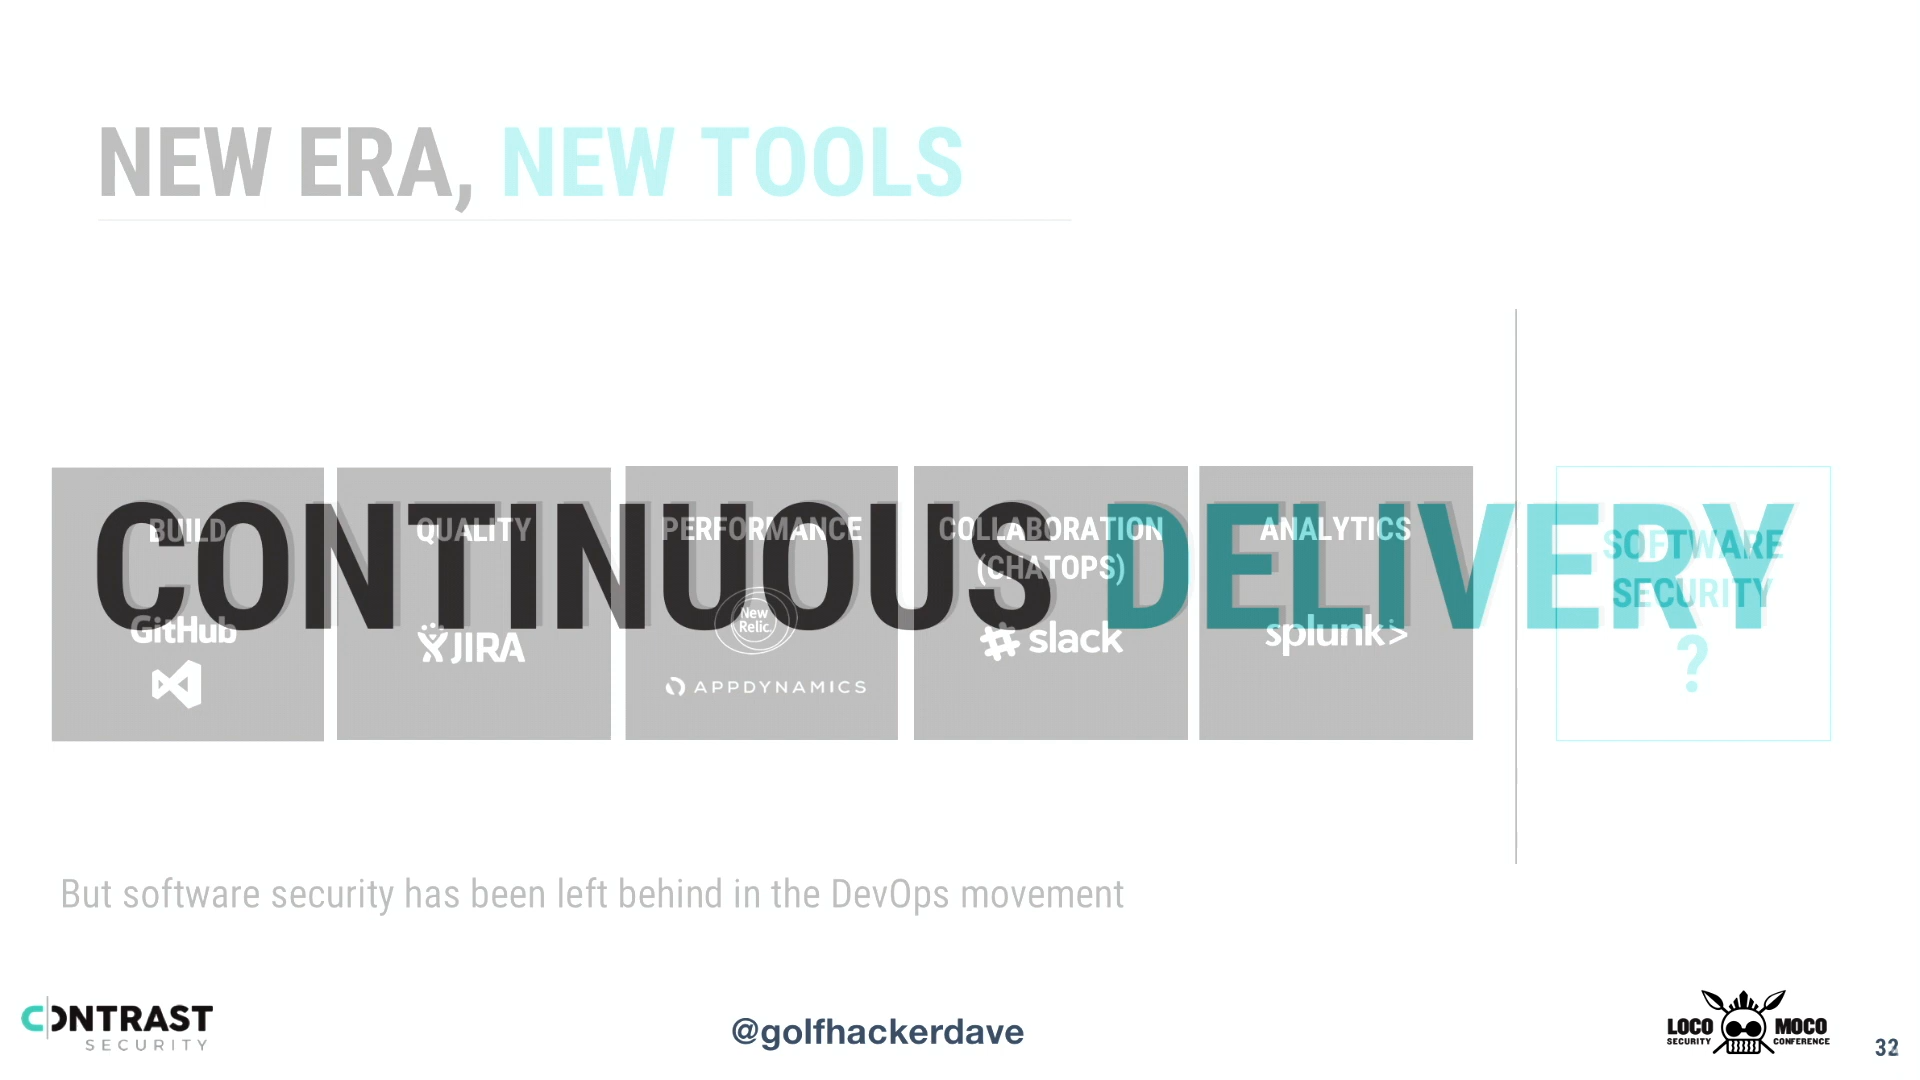 NEW ERA, NEW TOOLS
CONTINUOUS DELIVERY
BUILD
GitHub
QUALITY
JIRA
PERFORMANCE
New
Relic.
APPDYNAMICS
COLLABORATION
(CHATOPS)
slack
ANALYTICS
splunk>
SOFTWARE
SECURITY
?
But software security has been left behind in the DevOps movement
CONTRAST
SECURITY
@golfhackerdave
LOCO MOCO
SECURITY CONFERENCE